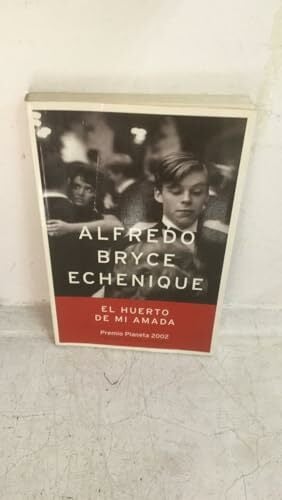 ALFREDO
BRYCE
ECHENIQUE
EL HUERTO
DE MI AMADA
Premio Planeta 2002